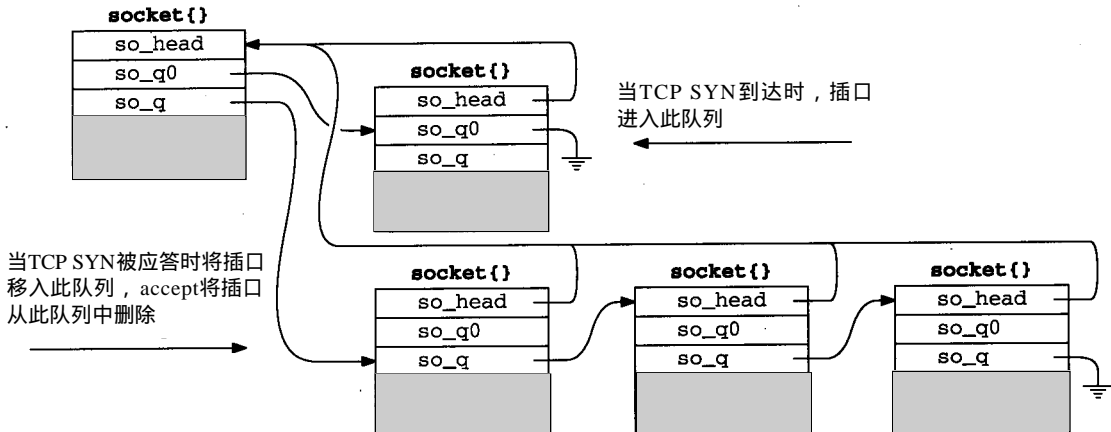 socket{}
so_head
so_q0
so_q
socket{}
so_head
so_q0
so_q
当TCP SYN到达时，插口
进入此队列
当TCP SYN被应答时将插口
移入此队列，accept将插口
从此队列中删除
socket{}
so_head
so_q0
so_q
socket{}
so_head
so_q0
so_q
socket{}
so_head
so_q0
so_q